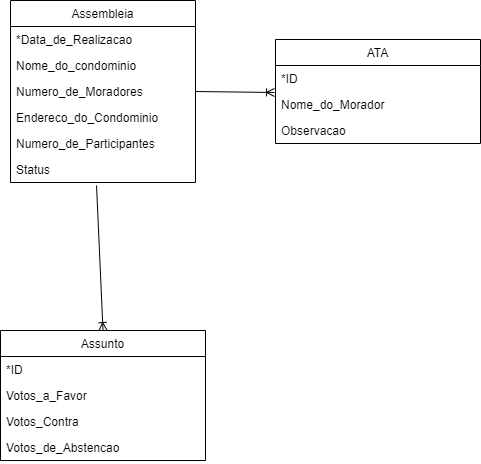 Assembleia
*Data_de_Realizacao
Nome_do_condominio
Numero_de_Moradores
Endereco_do_Condominio
Numero_de_Participantes
Status
ATA
*ID
Nome_do_Morador
Observacao
Assunto
*ID
Votos_a_Favor
Votos_Contra
Votos_de_Abstencao